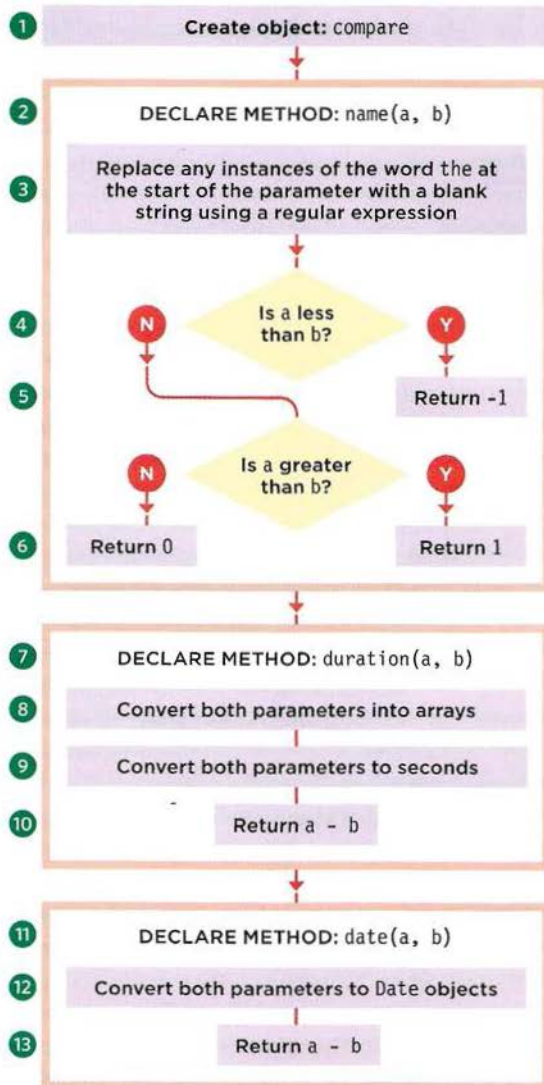 1 Create object: compare
2 DECLARE METHOD: name(a, b)
3 Replace any instances of the word the at
the start of the parameter with a blank
string using a regular expression
4 N Is a less Y
than b?
5 Return -1
N Is a greater Y
than b?
6 Return 0 Return 1
7 DECLARE METHOD: duration(a, b)
8 Convert both parameters into arrays
9 Convert both parameters to seconds
10 Return a - b
11 DECLARE METHOD: date(a, b)
12 Convert both parameters to Date objects
13 Return a - b